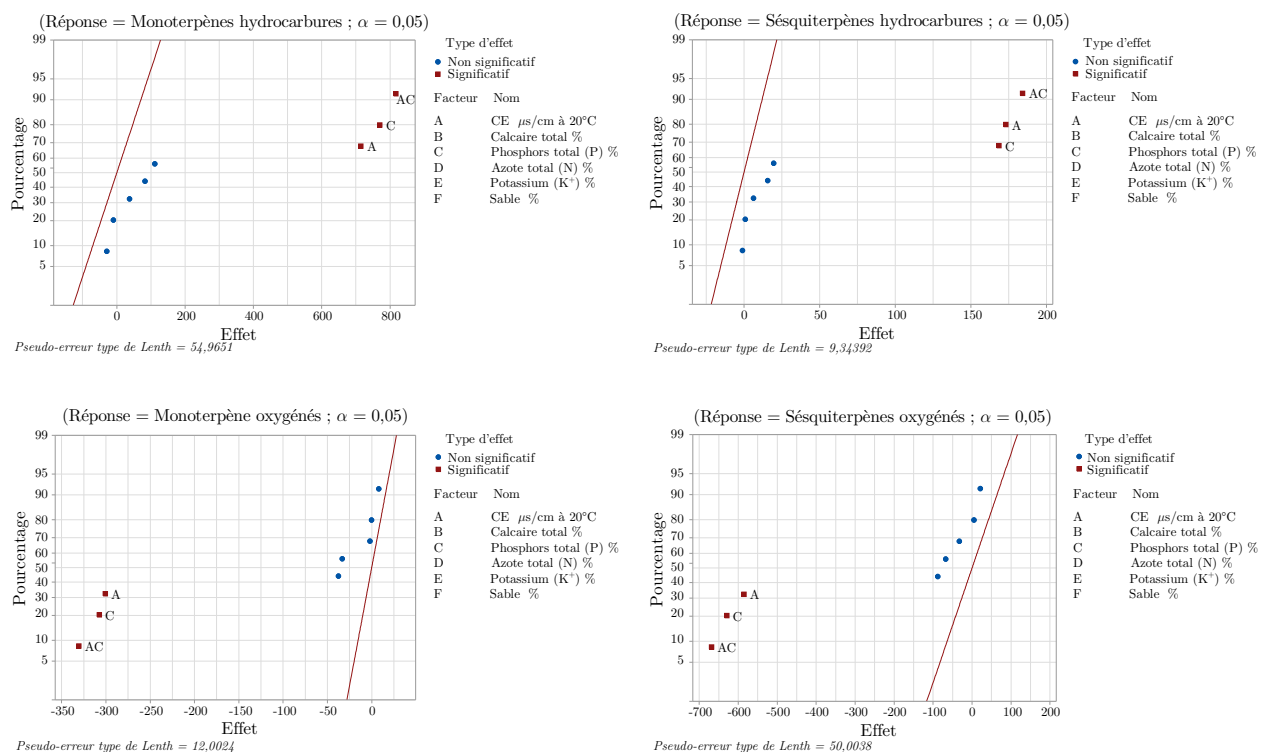 (Réponse = Monoterpènes hydrocarbures ; α = 0,05)
99
95
90
80
70
60
50
40
30
20
10
5
Pourcentage
AC
C
A
0
200
400
600
800
Effet
Pseudo-erreur type de Lenth = 54,9651
Type d'effet
Non significatif
Significatif
Facteur Nom
A CE μs/cm à 20°C
B Calcaire total %
C Phosphors total (P) %
D Azote total (N) %
E Potassium (K⁺) %
F Sable %
(Réponse = Sésquiterpènes hydrocarbures ; α = 0,05)
99
95
90
80
70
60
50
40
30
20
10
5
Pourcentage
AC
A
C
0
50
100
150
200
Effet
Pseudo-erreur type de Lenth = 9,34392
Type d'effet
Non significatif
Significatif
Facteur Nom
A CE μs/cm à 20°C
B Calcaire total %
C Phosphors total (P) %
D Azote total (N) %
E Potassium (K⁺) %
F Sable %
(Réponse = Monoterpène oxygénés ; α = 0,05)
99
95
90
80
70
60
50
40
30
20
10
5
Pourcentage
A
C
AC
-350
-300
-250
-200
-150
-100
-50
0
Effet
Pseudo-erreur type de Lenth = 12,0024
Type d'effet
Non significatif
Significatif
Facteur Nom
A CE μs/cm à 20°C
B Calcaire total %
C Phosphors total (P) %
D Azote total (N) %
E Potassium (K⁺) %
F Sable %
(Réponse = Sésquiterpènes oxygénés ; α = 0,05)
99
95
90
80
70
60
50
40
30
20
10
5
Pourcentage
A
C
AC
-700
-600
-500
-400
-300
-200
-100
0
100
200
Effet
Pseudo-erreur type de Lenth = 50,0038
Type d'effet
Non significatif
Significatif
Facteur Nom
A CE μs/cm à 20°C
B Calcaire total %
C Phosphors total (P) %
D Azote total (N) %
E Potassium (K⁺) %
F Sable %